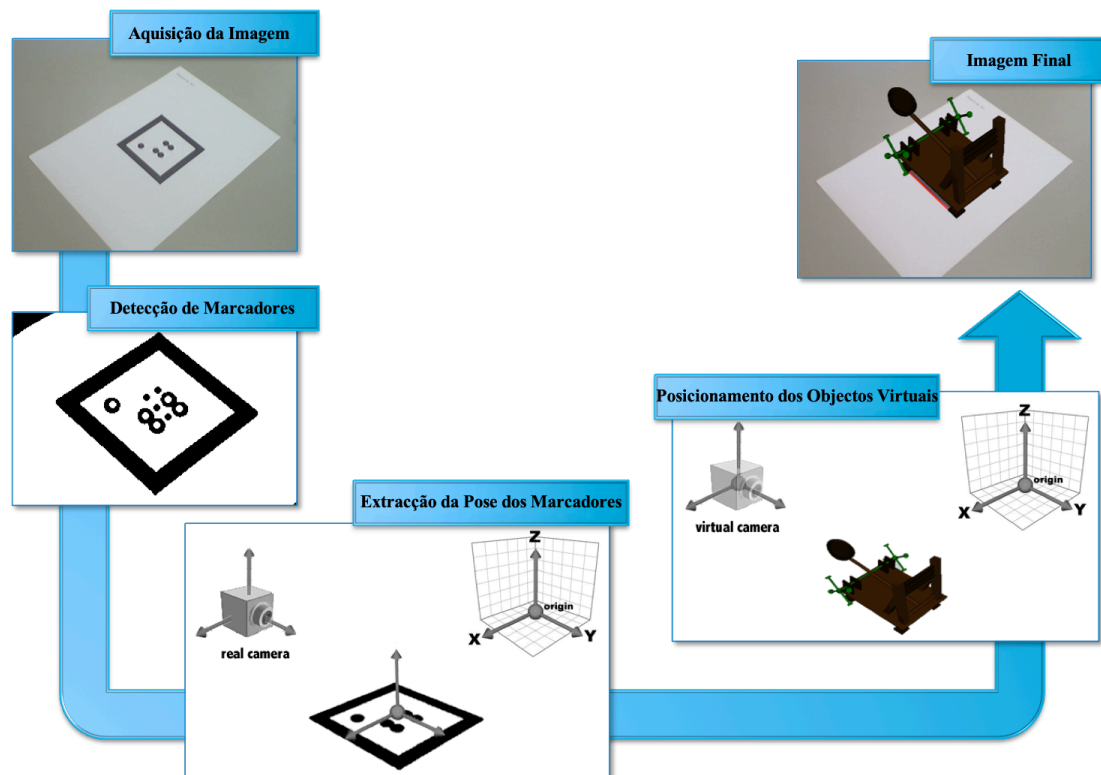 Aquisição da Imagem
Imagem Final
Detecção de Marcadores
Posicionamento dos Objectos Virtuais
Z
origin
X
Y
virtual camera
Extracção da Pose dos Marcadores
Z
origin
X
Y
real camera